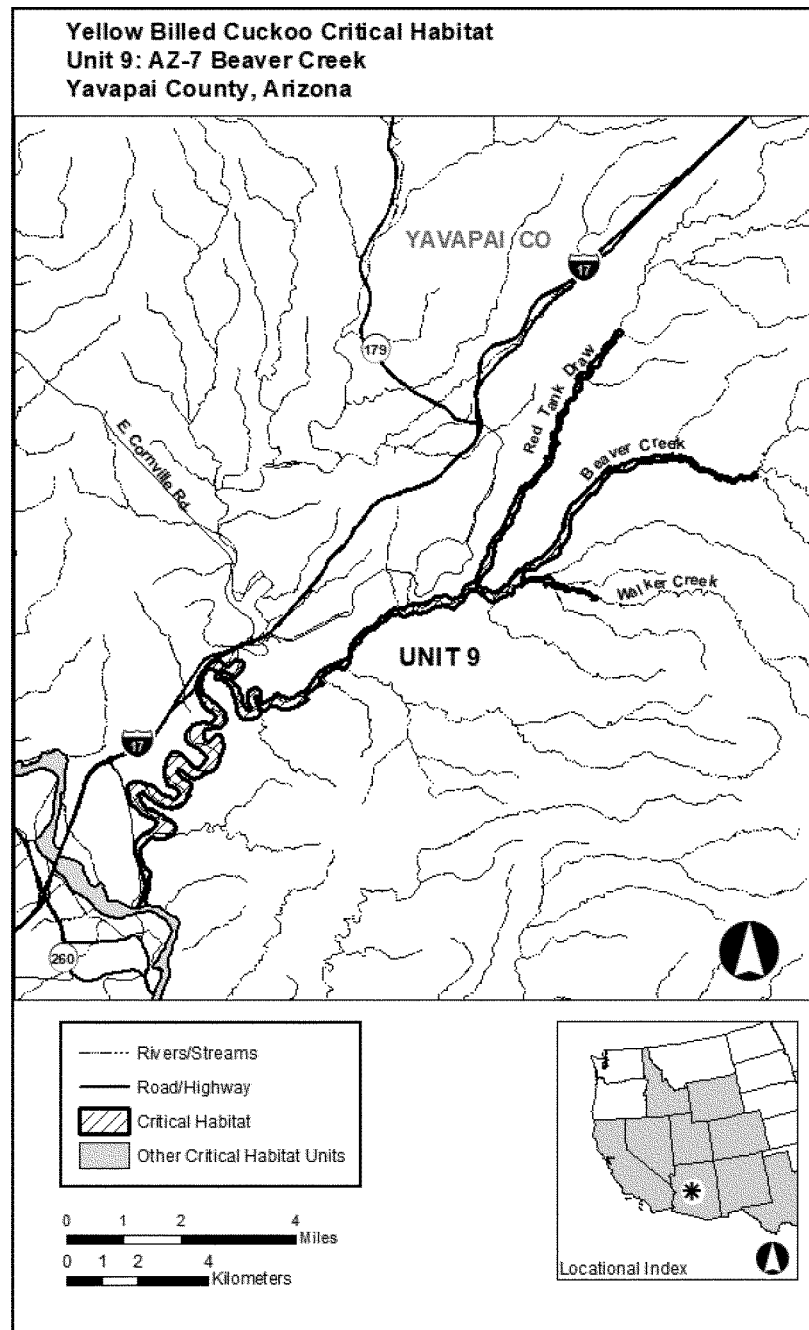 Yellow Billed Cuckoo Critical Habitat
Unit 9: AZ-7 Beaver Creek
Yavapai County, Arizona
YAVAPAI CO
17
179
Red Tank Draw
E Cornville Rd
Beaver Creek
Walker Creek
UNIT 9
17
260
Rivers/Streams
Road/Highway
Critical Habitat
Other Critical Habitat Units
0 1 2 4
Miles
0 1 2 4
Kilometers
Locational Index